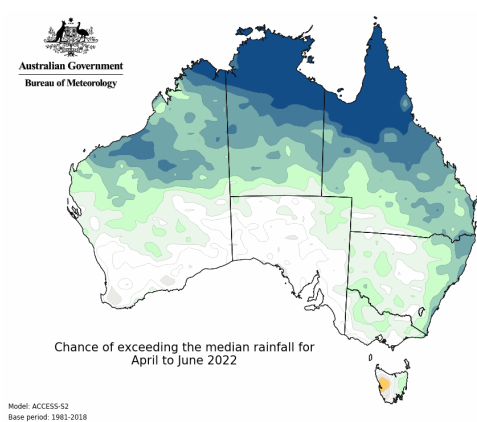 Australian Government
Bureau of Meteorology
Chance of exceeding the median rainfall for
April to June 2022
Model: ACCESS-S2
Base period: 1981-2018